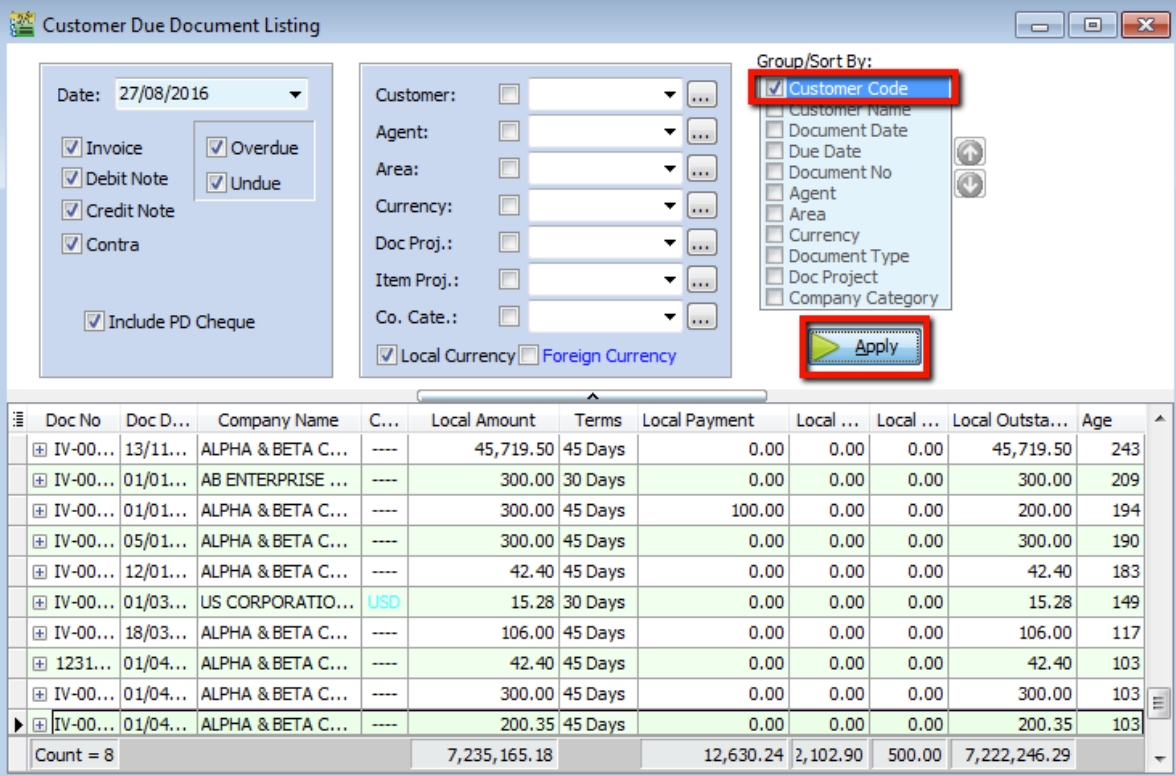 Customer Due Document Listing
Date: 27/08/2016
Invoice
Overdue
Debit Note
Undue
Credit Note
Contra
Include PD Cheque
Customer:
Agent:
Area:
Currency:
Doc Proj.:
Item Proj.:
Co. Cate.:
Local Currency Foreign Currency
Group/Sort By:
Customer Code
Customer Name
Document Date
Due Date
Document No
Agent
Area
Currency
Document Type
Doc Project
Company Category
Apply
Doc No Doc D... Company Name C... Local Amount Terms Local Payment Local ... Local ... Local Outsta... Age
IV-00... 13/11... ALPHA & BETA C... ---- 45,719.50 45 Days 0.00 0.00 0.00 45,719.50 243
IV-00... 01/01... AB ENTERPRISE ... ---- 300.00 30 Days 0.00 0.00 0.00 300.00 209
IV-00... 01/01... ALPHA & BETA C... ---- 300.00 45 Days 100.00 0.00 0.00 200.00 194
IV-00... 05/01... ALPHA & BETA C... ---- 300.00 45 Days 0.00 0.00 0.00 300.00 190
IV-00... 12/01... ALPHA & BETA C... ---- 42.40 45 Days 0.00 0.00 0.00 42.40 183
IV-00... 01/03... US CORPORATIO... USD 15.28 30 Days 0.00 0.00 0.00 15.28 149
IV-00... 18/03... ALPHA & BETA C... ---- 106.00 45 Days 0.00 0.00 0.00 106.00 117
1231... 01/04... ALPHA & BETA C... ---- 42.40 45 Days 0.00 0.00 0.00 42.40 103
IV-00... 01/04... ALPHA & BETA C... ---- 300.00 45 Days 0.00 0.00 0.00 300.00 103
IV-00... 01/04... ALPHA & BETA C... ---- 200.35 45 Days 0.00 0.00 0.00 200.35 103
Count = 8 7,235,165.18 12,630.24 2,102.90 500.00 7,222,246.29